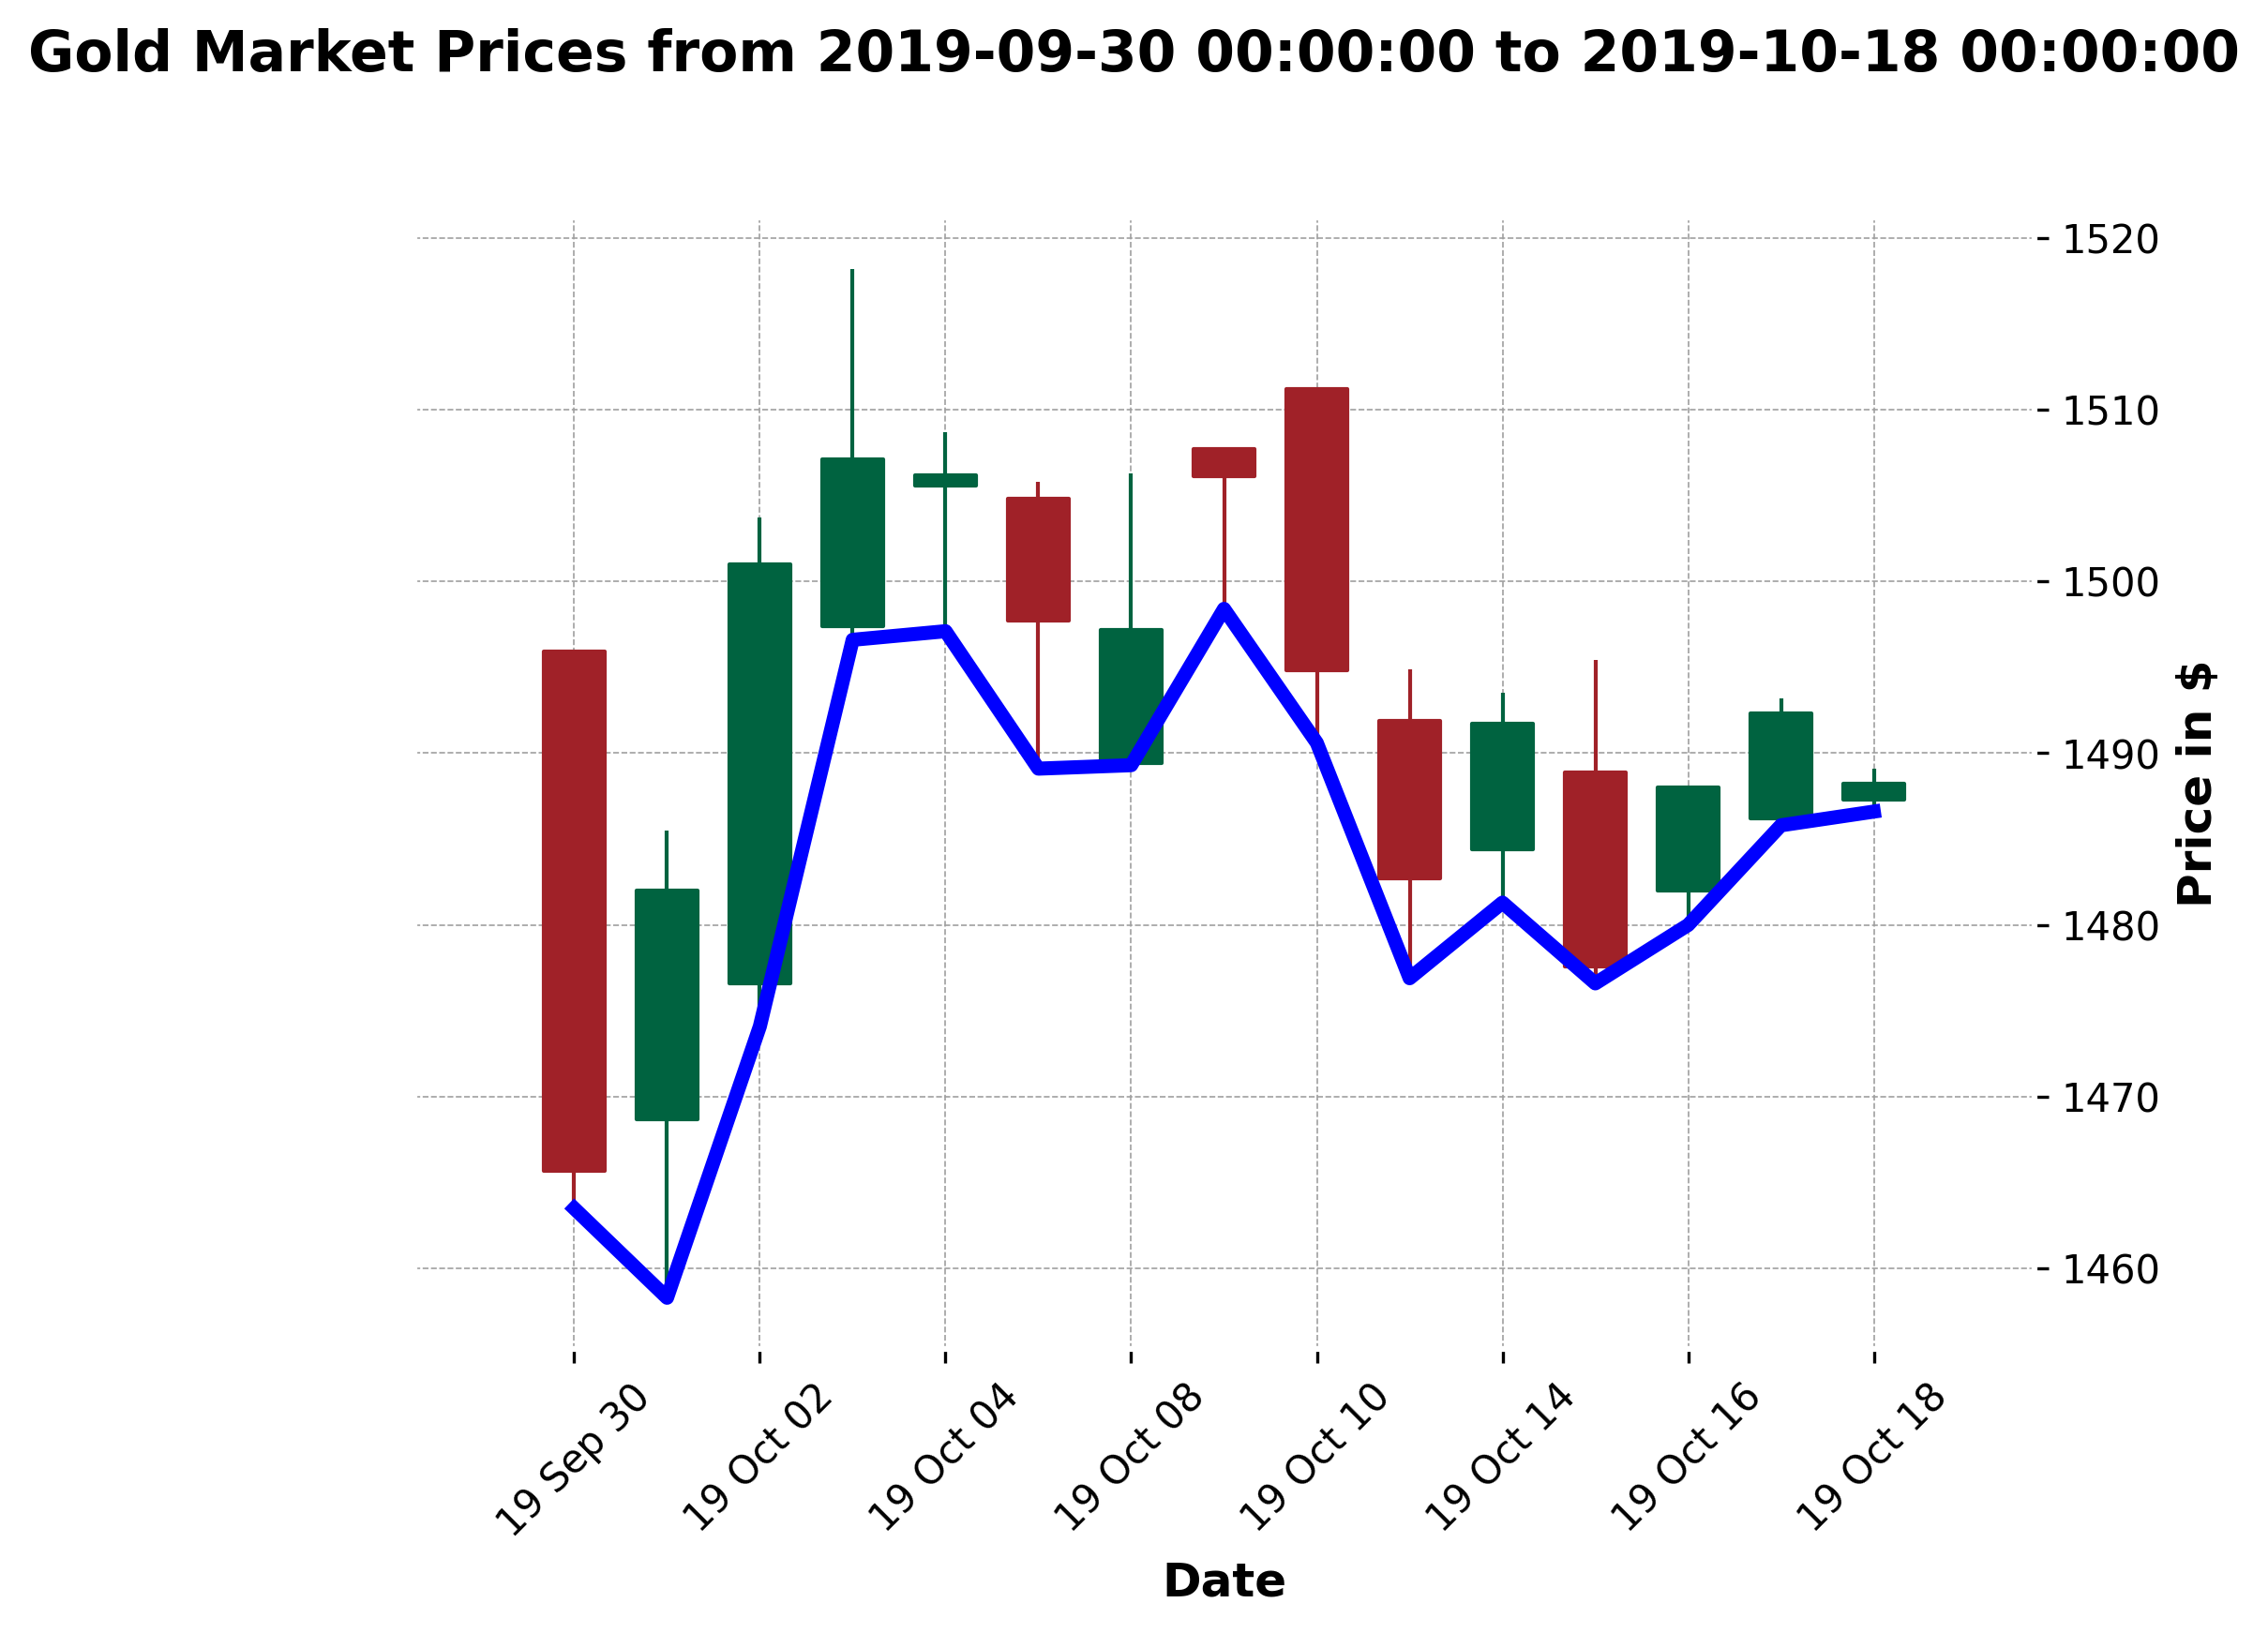 Gold Market Prices from 2019-09-30 00:00:00 to 2019-10-18 00:00:00
1520
1510
1500
1490
1480
1470
1460
Price in $
19 Sep 30
19 Oct 02
19 Oct 04
19 Oct 08
19 Oct 10
19 Oct 14
19 Oct 16
19 Oct 18
Date